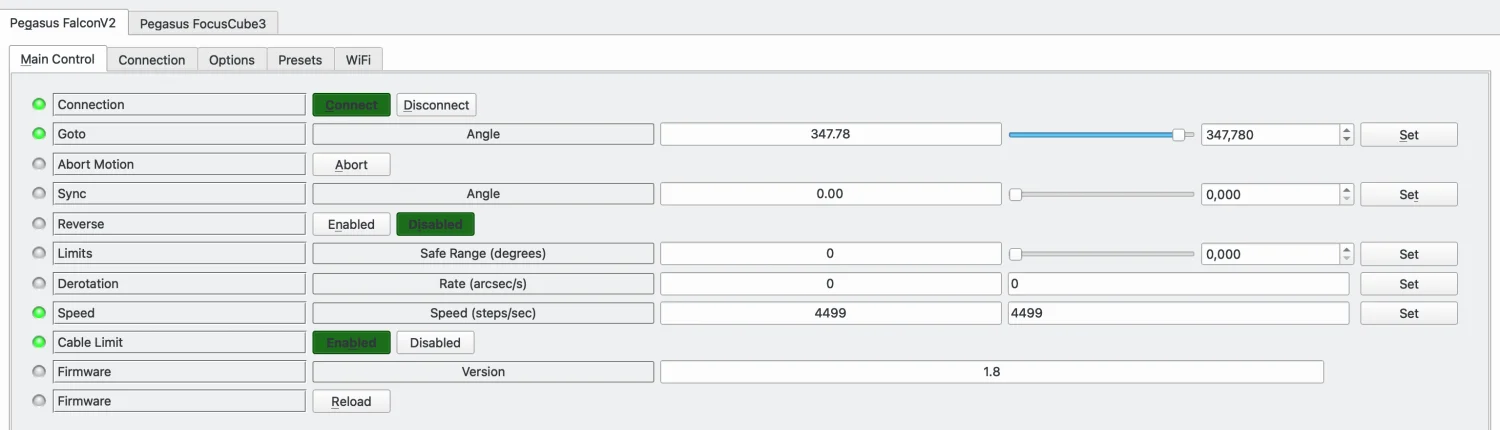 Pegasus FalconV2 Pegasus FocusCube3
Main Control Connection Options Presets WiFi
Connection Connect Disconnect
Goto Angle 347.78 347,780 Set
Abort Motion Abort
Sync Angle 0.00 0,000 Set
Reverse Enabled Disabled
Limits Safe Range (degrees) 0 0,000 Set
Derotation Rate (arcsec/s) 0 0 Set
Speed Speed (steps/sec) 4499 4499 Set
Cable Limit Enabled Disabled
Firmware Version 1.8
Firmware Reload